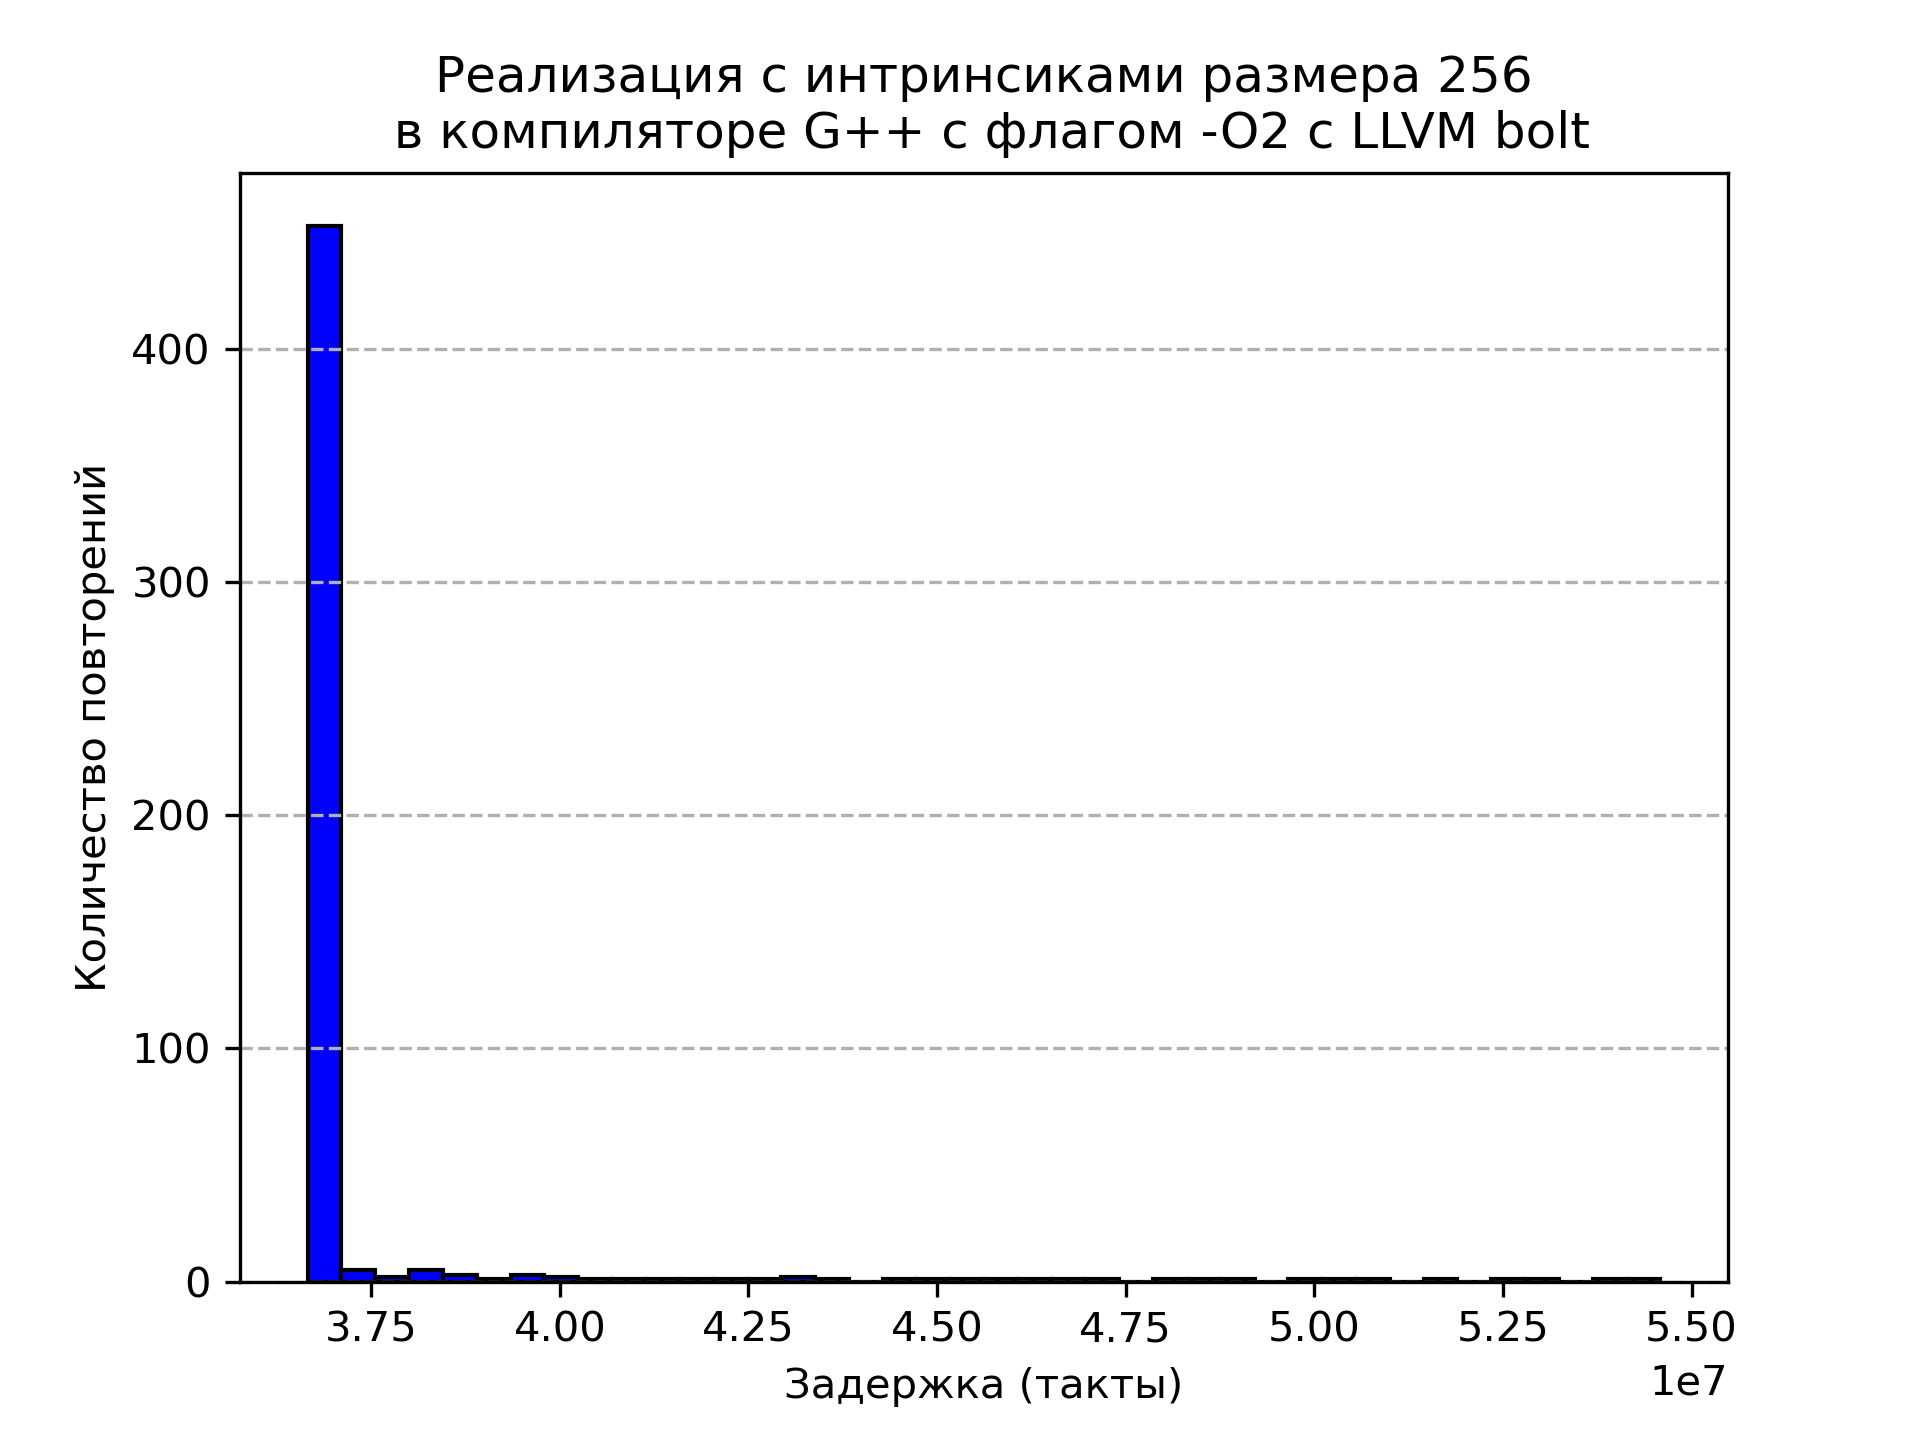 Реализация с интринсиками размера 256
в компиляторе G++ с флагом -O2 с LLVM bolt
Количество повторений
400
300
200
100
0
3.75 4.00 4.25 4.50 4.75 5.00 5.25 5.50
Задержка (такты)
1e7